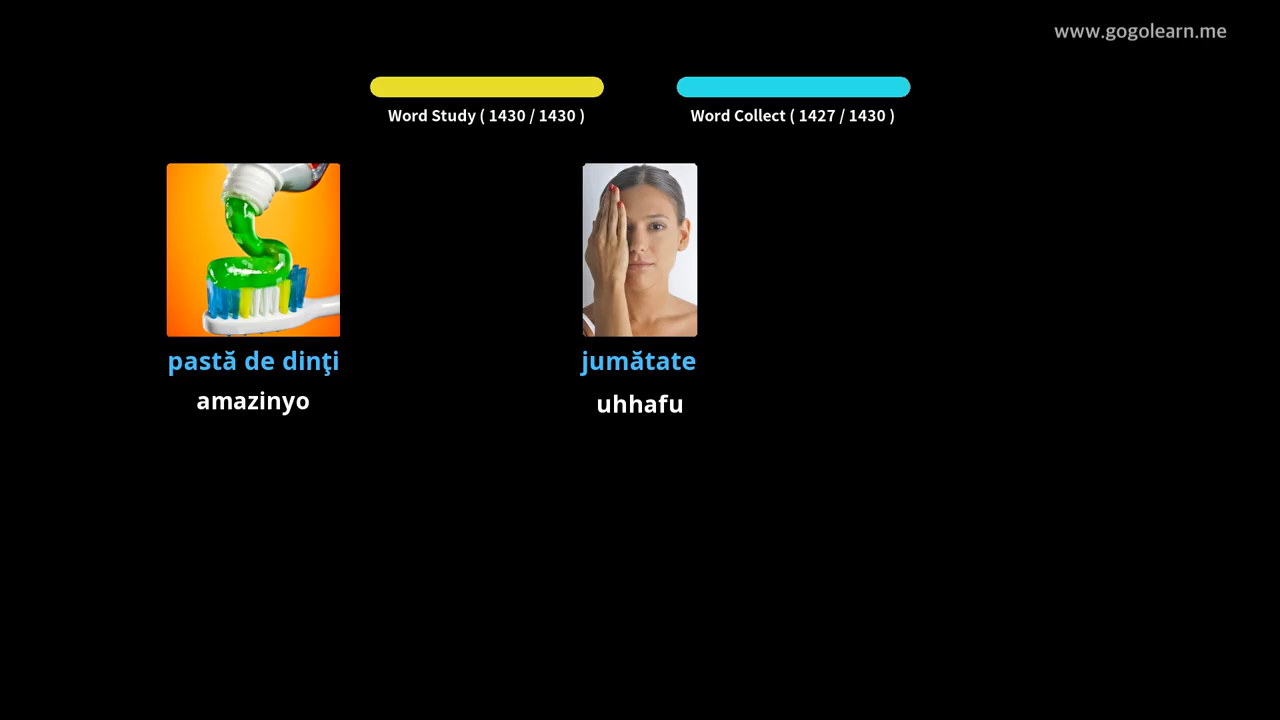 www.gogolearn.me
Word Study ( 1430 / 1430 )
Word Collect ( 1427 / 1430 )
pastă de dinţi
jumătate
amazinyo
uhhafu